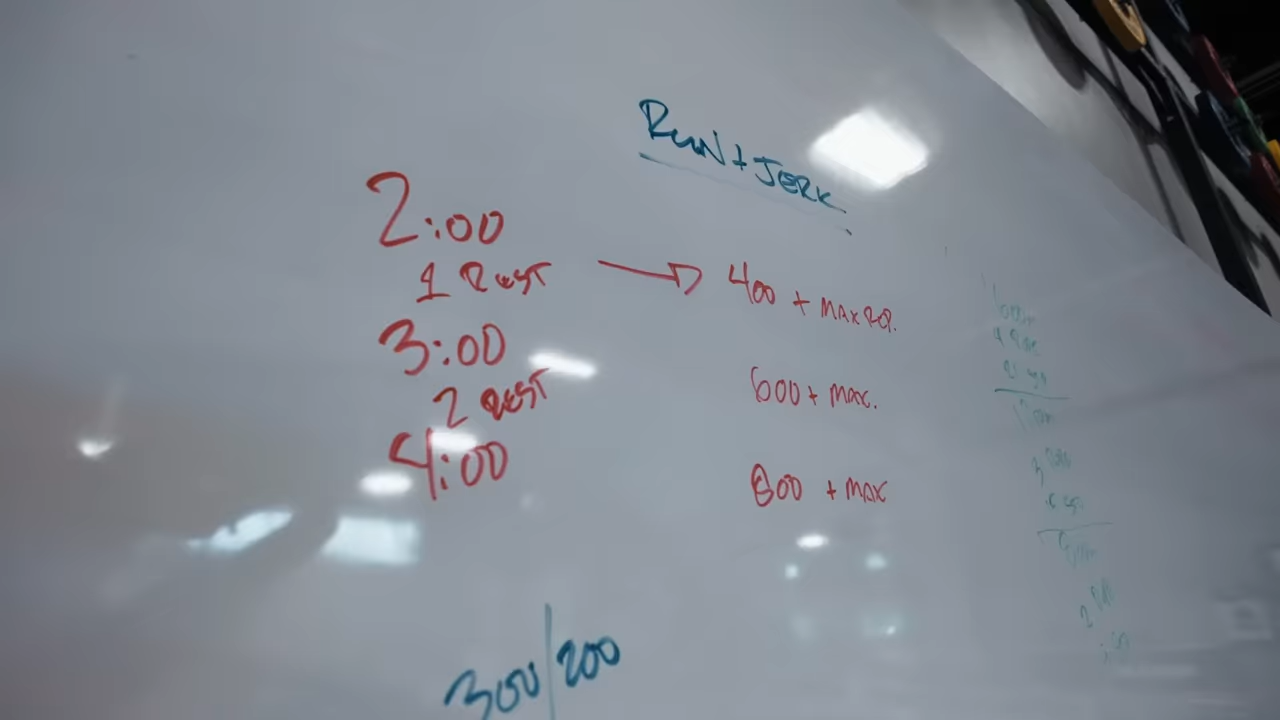 RUN + JERK
2:00
1 REST
400 + MAX REP.
3:00
2 REST
600 + MAX.
4:00
800 + MAX
300/200